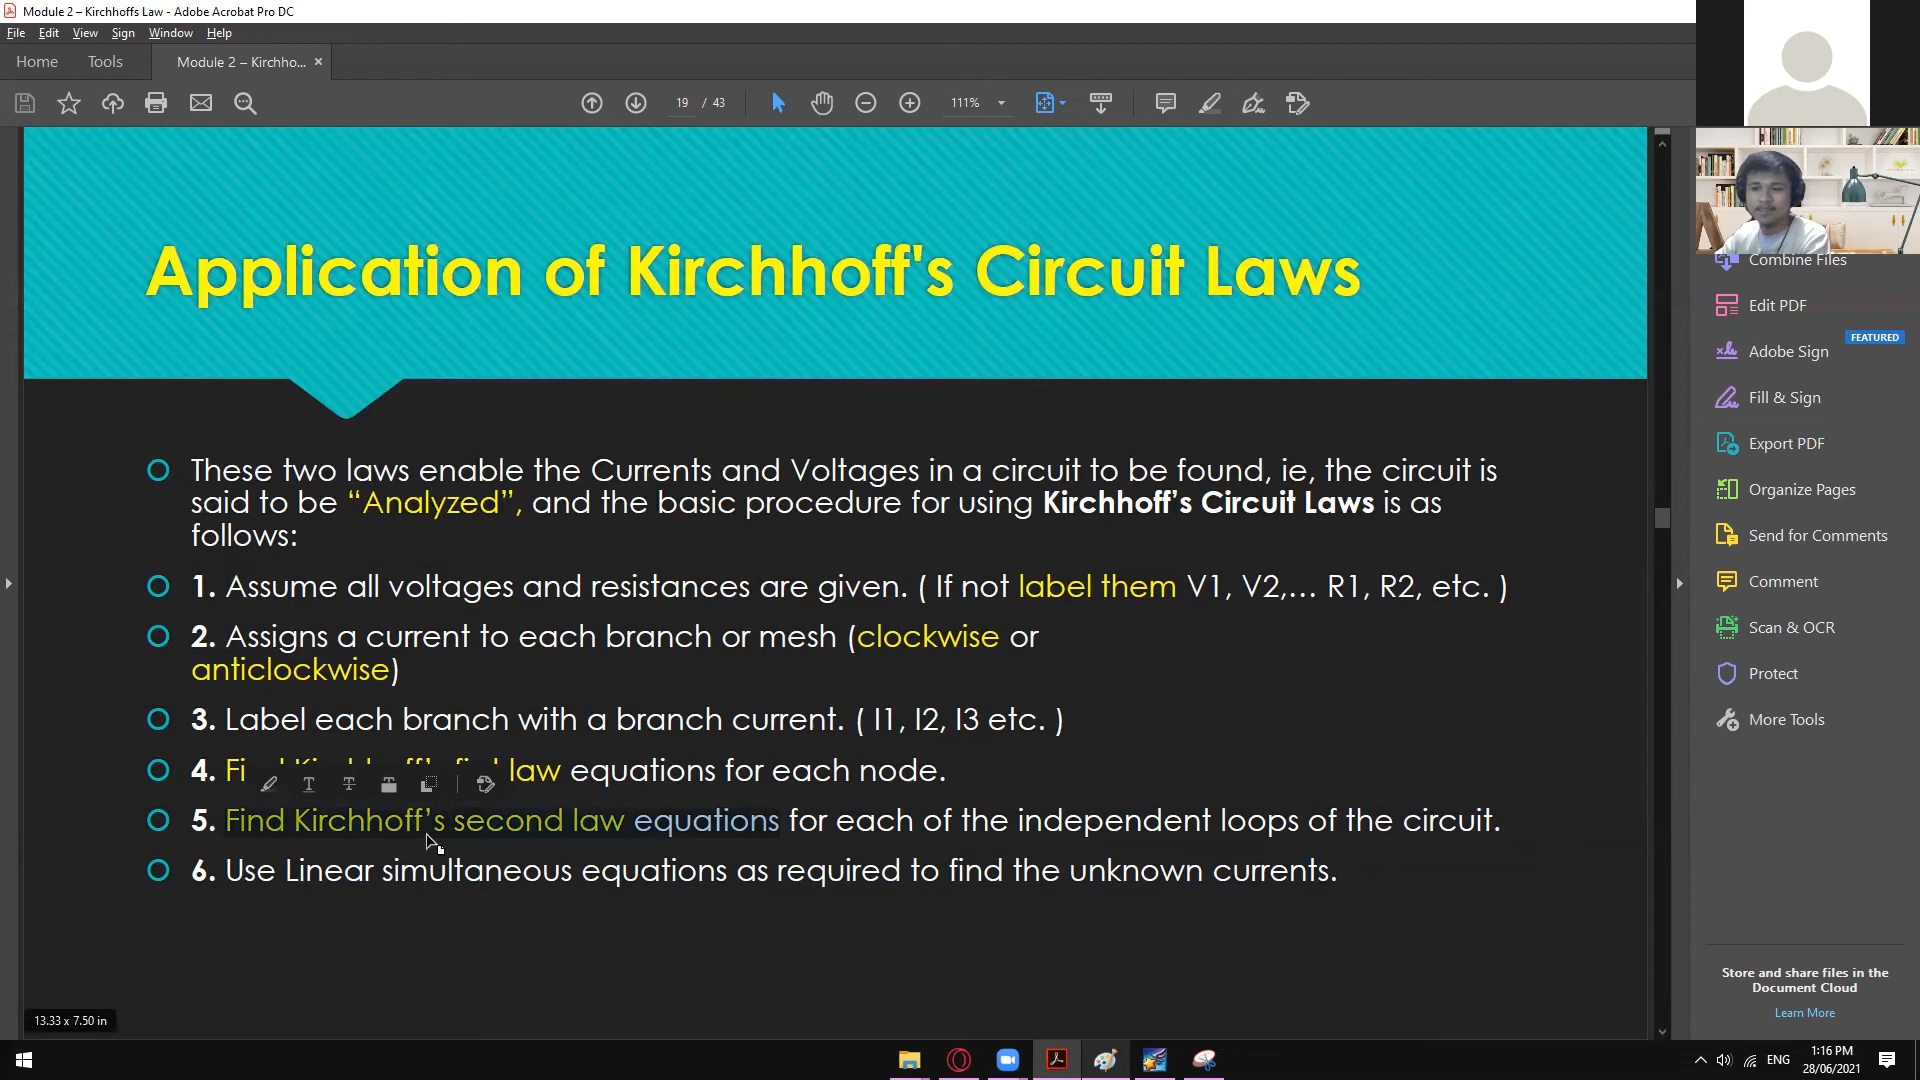 Module 2 – Kirchhoffs Law - Adobe Acrobat Pro DC
File Edit View Sign Window Help
Home Tools Module 2 – Kirchho... ×
19 / 43 111%
Application of Kirchhoff's Circuit Laws
These two laws enable the Currents and Voltages in a circuit to be found, ie, the circuit is
said to be “Analyzed”, and the basic procedure for using Kirchhoff’s Circuit Laws is as
follows:
1. Assume all voltages and resistances are given. ( If not label them V1, V2,… R1, R2, etc. )
2. Assigns a current to each branch or mesh (clockwise or
anticlockwise)
3. Label each branch with a branch current. ( I1, I2, I3 etc. )
4. law equations for each node.
5. Find Kirchhoff’s second law equations for each of the independent loops of the circuit.
6. Use Linear simultaneous equations as required to find the unknown currents.
13.33 x 7.50 in
Combine Files
Edit PDF
FEATURED
Adobe Sign
Fill & Sign
Export PDF
Organize Pages
Send for Comments
Comment
Scan & OCR
Protect
More Tools
Store and share files in the
Document Cloud
Learn More
ENG
1:16 PM
28/06/2021